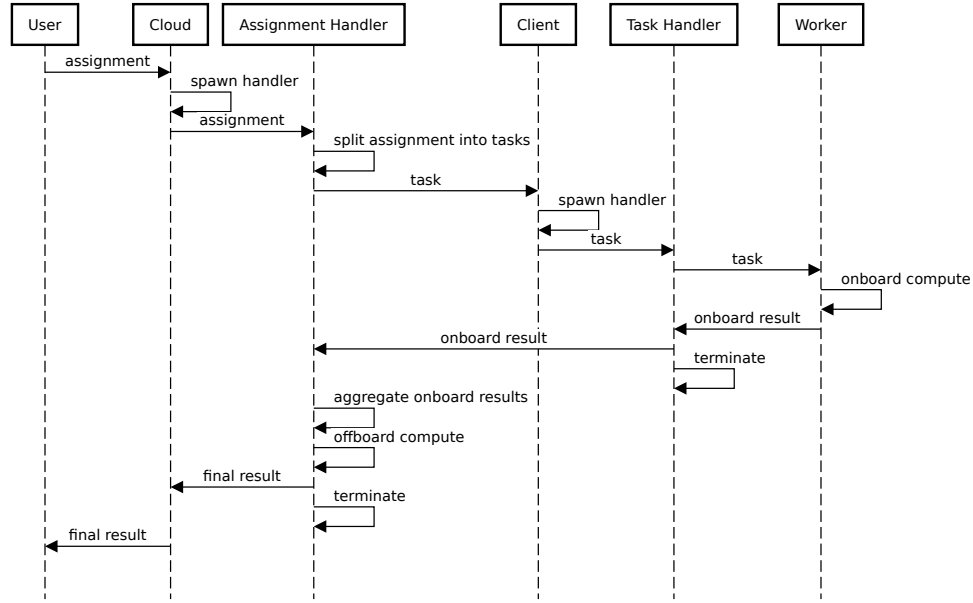 User
Cloud
Assignment Handler
Client
Task Handler
Worker
assignment
spawn handler
assignment
split assignment into tasks
task
spawn handler
task
task
onboard compute
onboard result
onboard result
terminate
aggregate onboard results
offboard compute
final result
terminate
final result